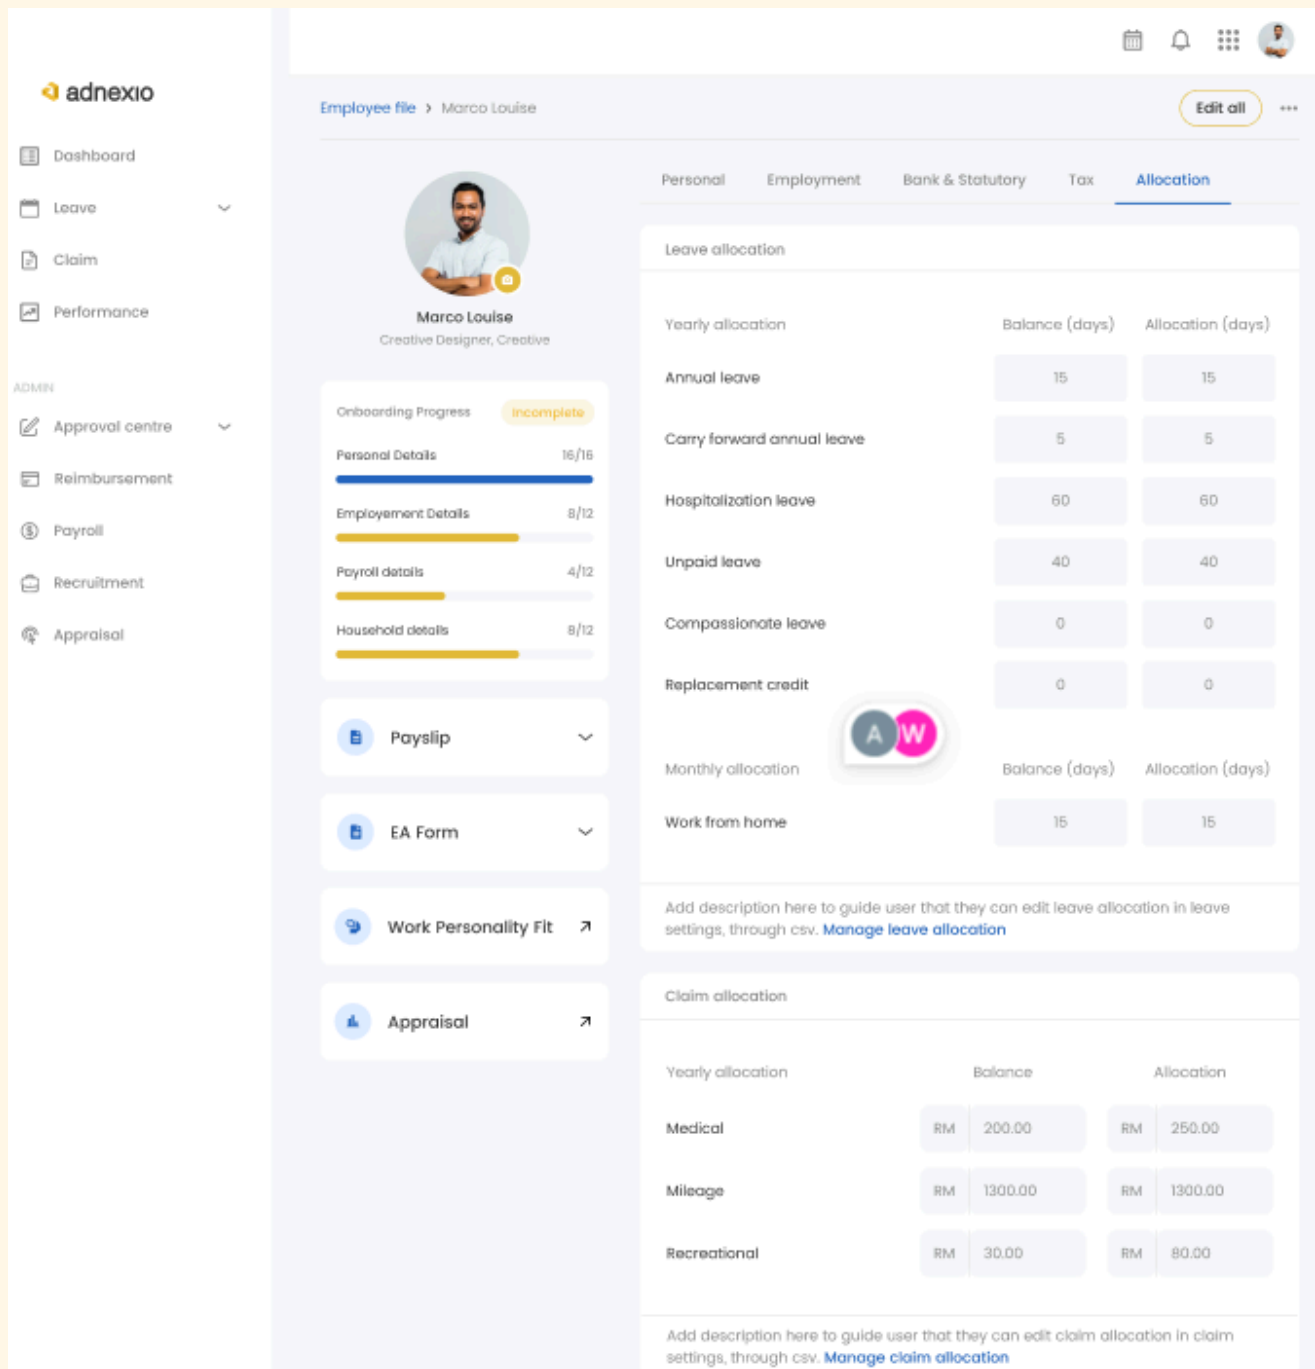 adnexio
Dashboard
Leave
Claim
Performance
ADMIN
Approval centre
Reimbursement
Payroll
Recruitment
Appraisal
Employee file > Marco Louise
Edit all
Marco Louise
Creative Designer, Creative
Onboarding Progress Incomplete
Personal Details 16/16
Employement Details 8/12
Payroll details 4/12
Household details 8/12
Payslip
EA Form
Work Personality Fit
Appraisal
Personal Employment Bank & Statutory Tax Allocation
Leave allocation
Yearly allocation Balance (days) Allocation (days)
Annual leave 15 15
Carry forward annual leave 5 5
Hospitalization leave 60 60
Unpaid leave 40 40
Compassionate leave 0 0
Replacement credit 0 0
A W
Monthly allocation Balance (days) Allocation (days)
Work from home 15 15
Add description here to guide user that they can edit leave allocation in leave
settings, through csv. Manage leave allocation
Claim allocation
Yearly allocation Balance Allocation
Medical RM 200.00 RM 250.00
Mileage RM 1300.00 RM 1300.00
Recreational RM 30.00 RM 80.00
Add description here to guide user that they can edit claim allocation in claim
settings, through csv. Manage claim allocation